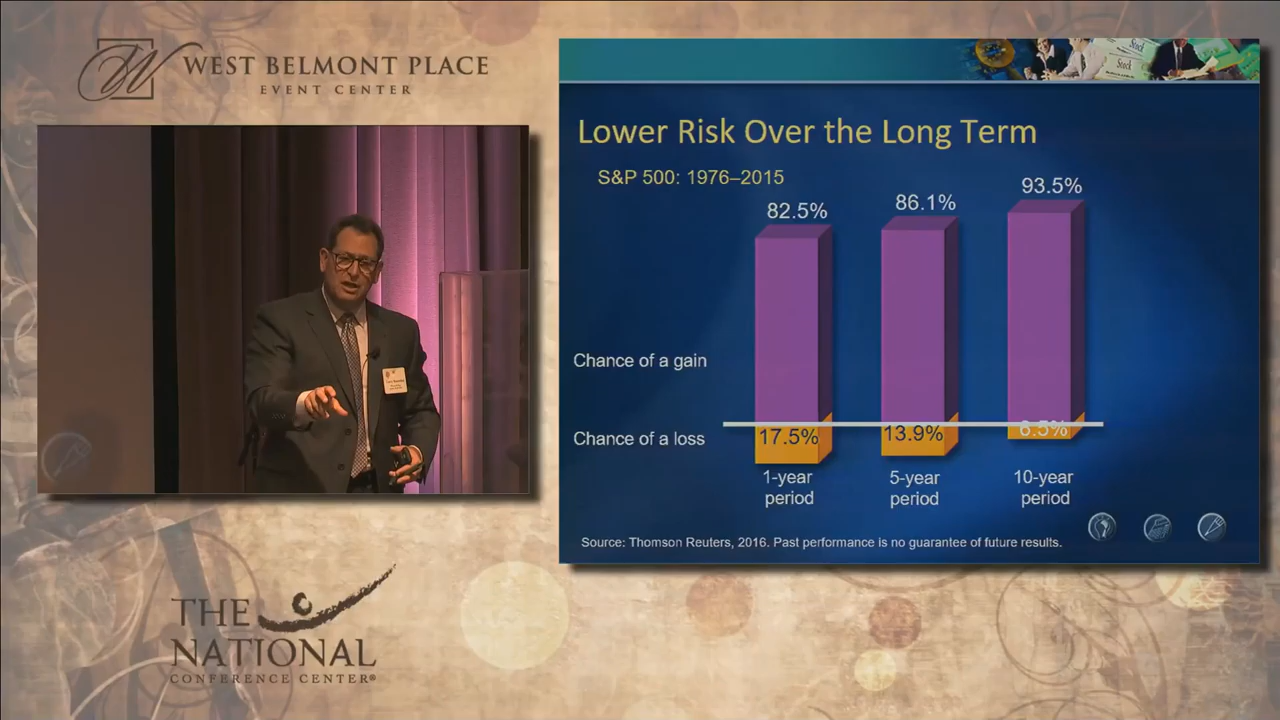 WEST BELMONT PLACE
EVENT CENTER
Lower Risk Over the Long Term
S&P 500: 1976–2015
82.5%
86.1%
93.5%
Chance of a gain
Chance of a loss
17.5%
13.9%
6.5%
1-year
period
5-year
period
10-year
period
Source: Thomson Reuters, 2016. Past performance is no guarantee of future results.
Stock
Stock
THE
NATIONAL
CONFERENCE CENTER®